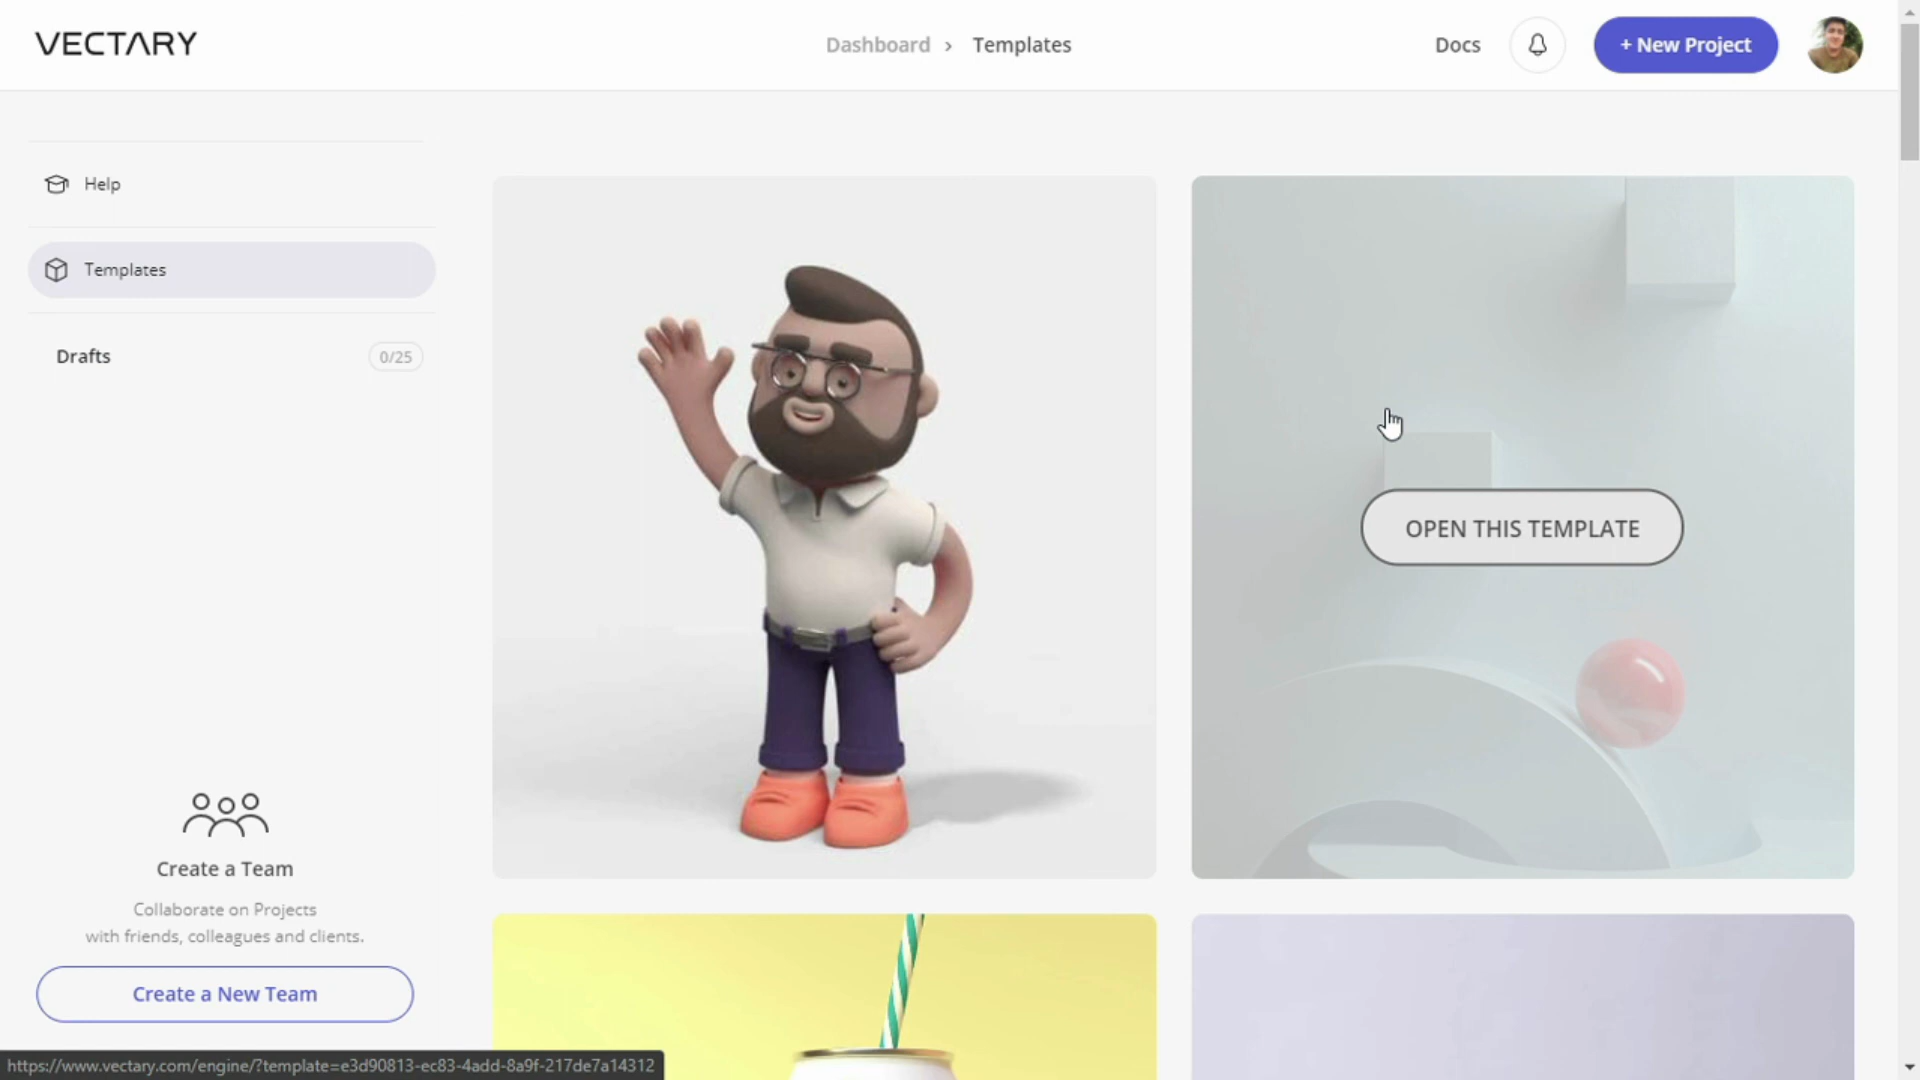 VECTARY
Dashboard › Templates
Docs
+ New Project
Help
Templates
Drafts
0/25
OPEN THIS TEMPLATE
Create a Team
Collaborate on Projects
with friends, colleagues and clients.
Create a New Team
https://www.vectary.com/engine/?template=e3d90813-ec83-4add-8a9f-217de7a14312